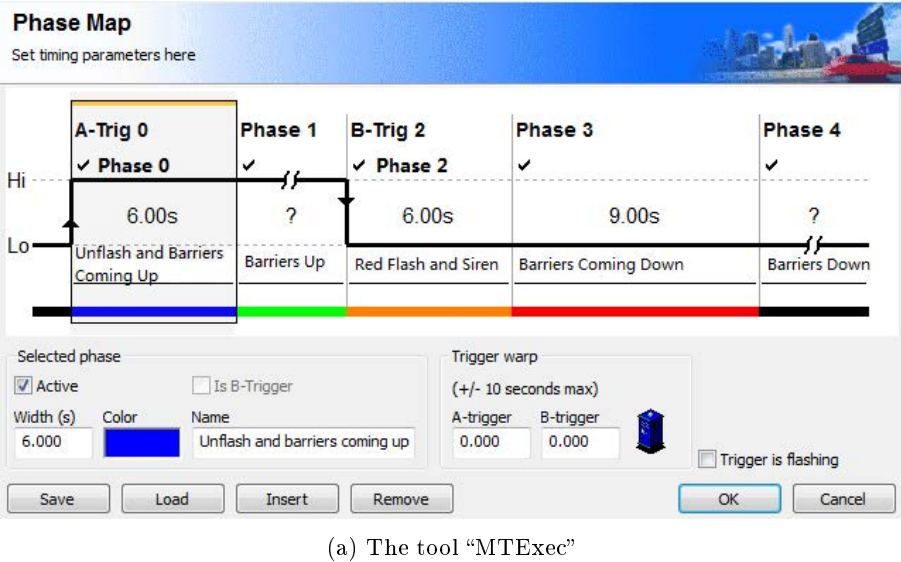 Phase Map
Set timing parameters here
A-Trig 0
Phase 1
B-Trig 2
Phase 3
Phase 4
✓ Phase 0
✓
✓ Phase 2
✓
✓
Hi
6.00s
?
6.00s
9.00s
?
Lo
Unflash and Barriers
Coming Up
Barriers Up
Red Flash and Siren
Barriers Coming Down
Barriers Down
Selected phase
Active
Is B-Trigger
Width (s)
Color
Name
6.000
Unflash and barriers coming up
Trigger warp
(+/- 10 seconds max)
A-trigger
B-trigger
0.000
0.000
Trigger is flashing
Save
Load
Insert
Remove
OK
Cancel
(a) The tool “MTExec”